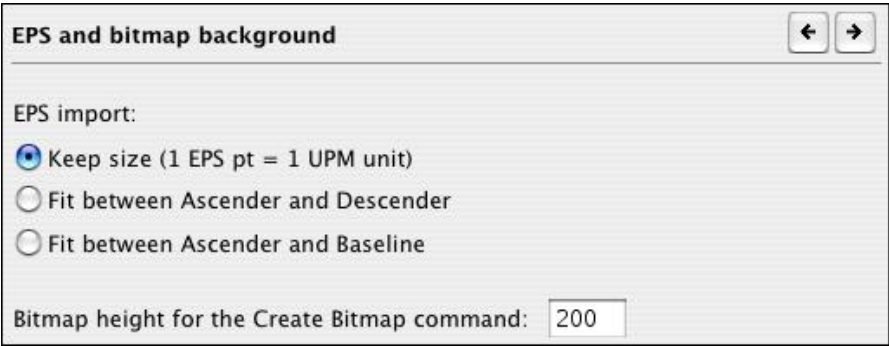 EPS and bitmap background
EPS import:
Keep size (1 EPS pt = 1 UPM unit)
Fit between Ascender and Descender
Fit between Ascender and Baseline
Bitmap height for the Create Bitmap command: 200